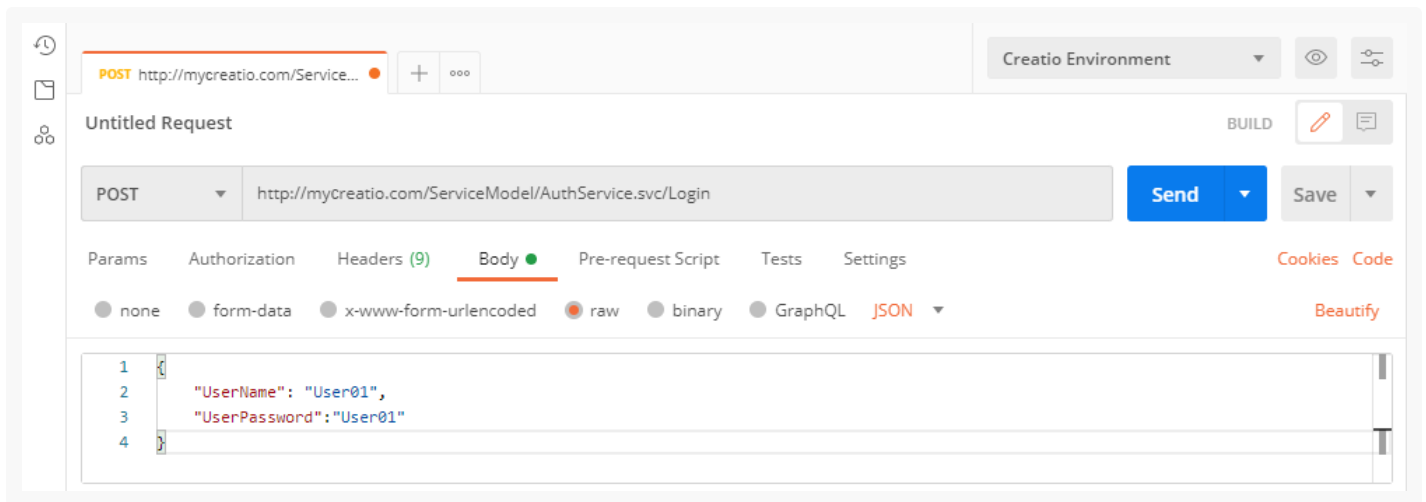 POST http://mycreatio.com/Service...
Creatio Environment
Untitled Request
BUILD
POST http://mycreatio.com/ServiceModel/AuthService.svc/Login Send Save
Params Authorization Headers (9) Body Pre-request Script Tests Settings Cookies Code
none form-data x-www-form-urlencoded raw binary GraphQL JSON Beautify
1 {
2 "UserName": "User01",
3 "UserPassword":"User01"
4 }